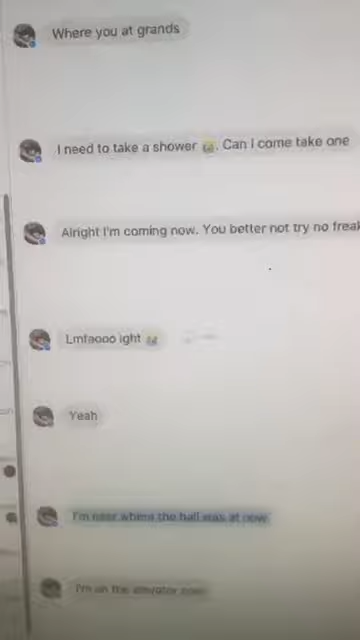 Where you at grands
I need to take a shower 😹. Can I come take one
Alright I'm coming now. You better not try no freak
Lmfaooo ight 😹
Yeah
I'm near where the hall was at now
I'm on the elevator now